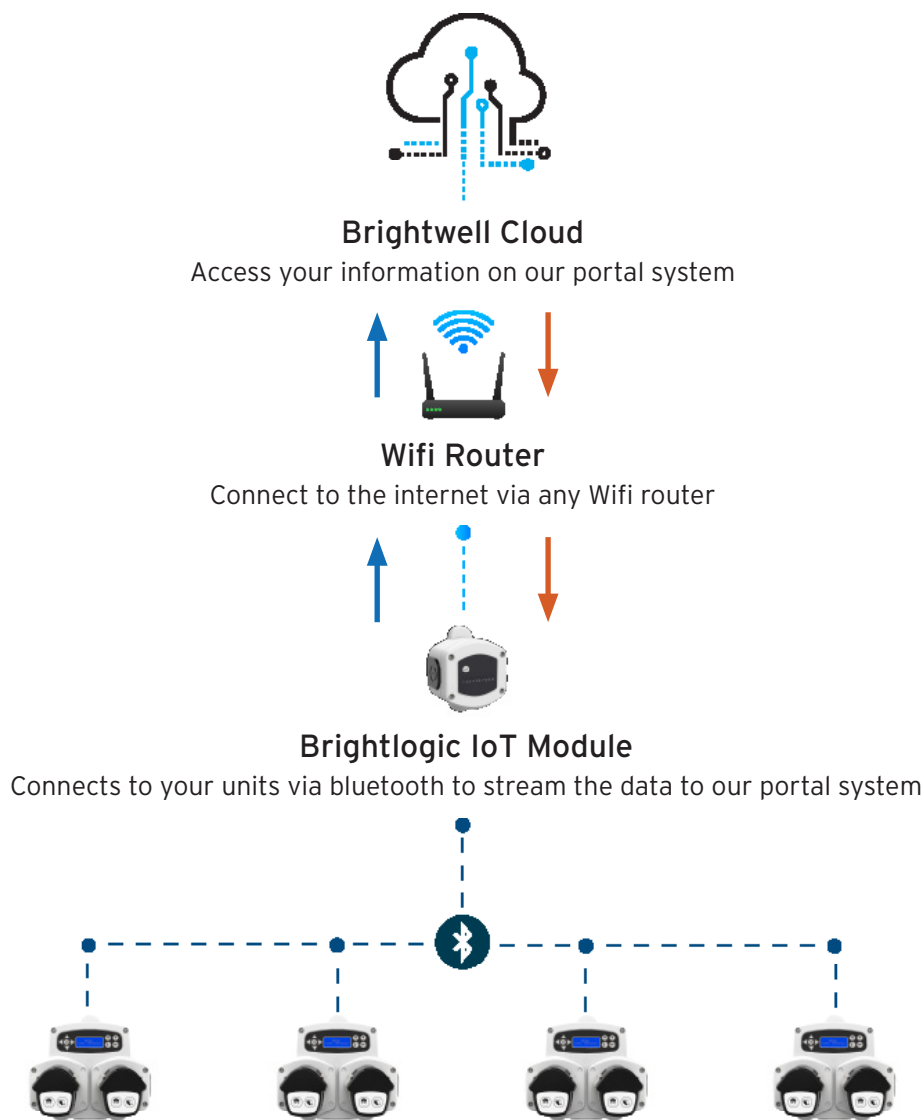 Brightwell Cloud
Access your information on our portal system
Wifi Router
Connect to the internet via any Wifi router
Brightlogic IoT Module
Connects to your units via bluetooth to stream the data to our portal system